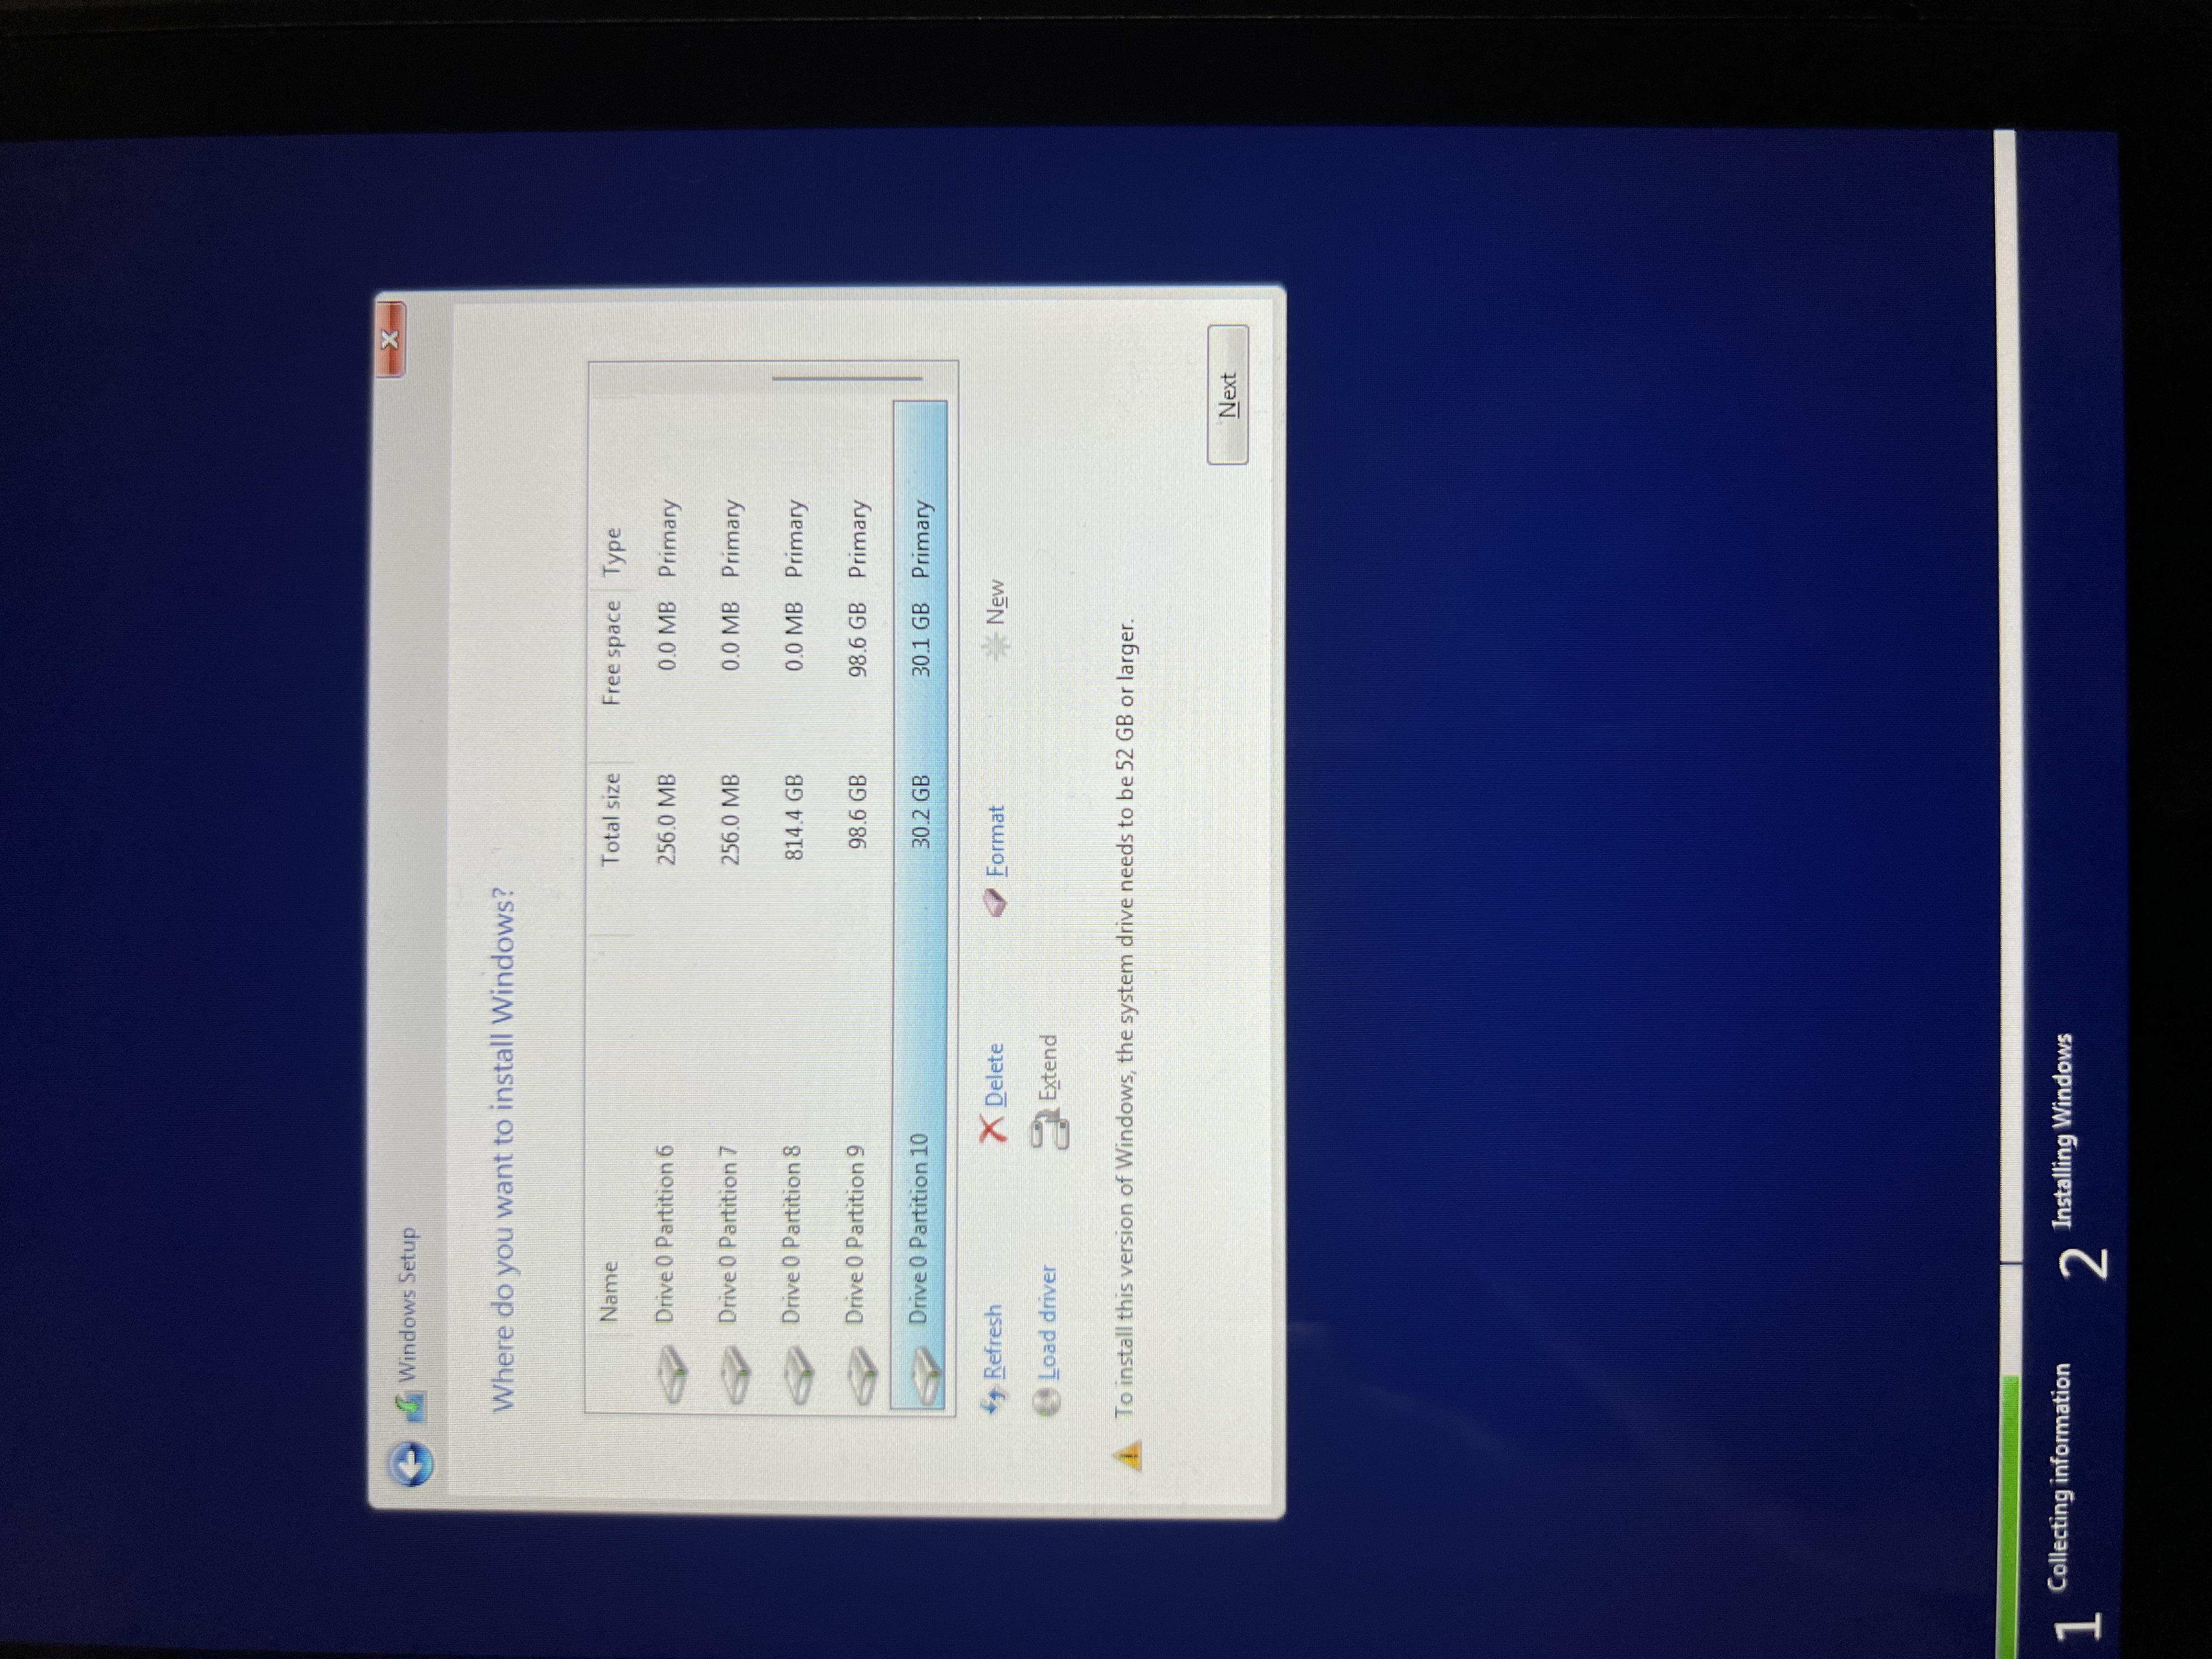 Windows Setup
Where do you want to install Windows?
Name Total size Free space Type
Drive 0 Partition 6 256.0 MB 0.0 MB Primary
Drive 0 Partition 7 256.0 MB 0.0 MB Primary
Drive 0 Partition 8 814.4 GB 0.0 MB Primary
Drive 0 Partition 9 98.6 GB 98.6 GB Primary
Drive 0 Partition 10 30.2 GB 30.1 GB Primary
Refresh Delete Format New
Load driver Extend
To install this version of Windows, the system drive needs to be 52 GB or larger.
Next
1 Collecting information 2 Installing Windows